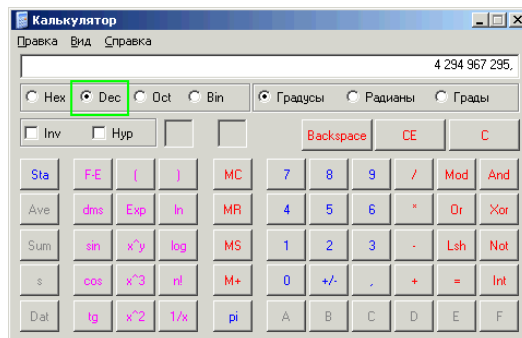 Калькулятор
Правка Вид Справка
4 294 967 295,
Hex Dec Oct Bin Градусы Радианы Грады
Inv Hyp Backspace CE C
Sta F-E ( ) MC 7 8 9 / Mod And
Ave dms Exp ln MR 4 5 6 * Or Xor
Sum sin x^y log MS 1 2 3 - Lsh Not
s cos x^3 n! M+ 0 +/- , + = Int
Dat tg x^2 1/x pi A B C D E F